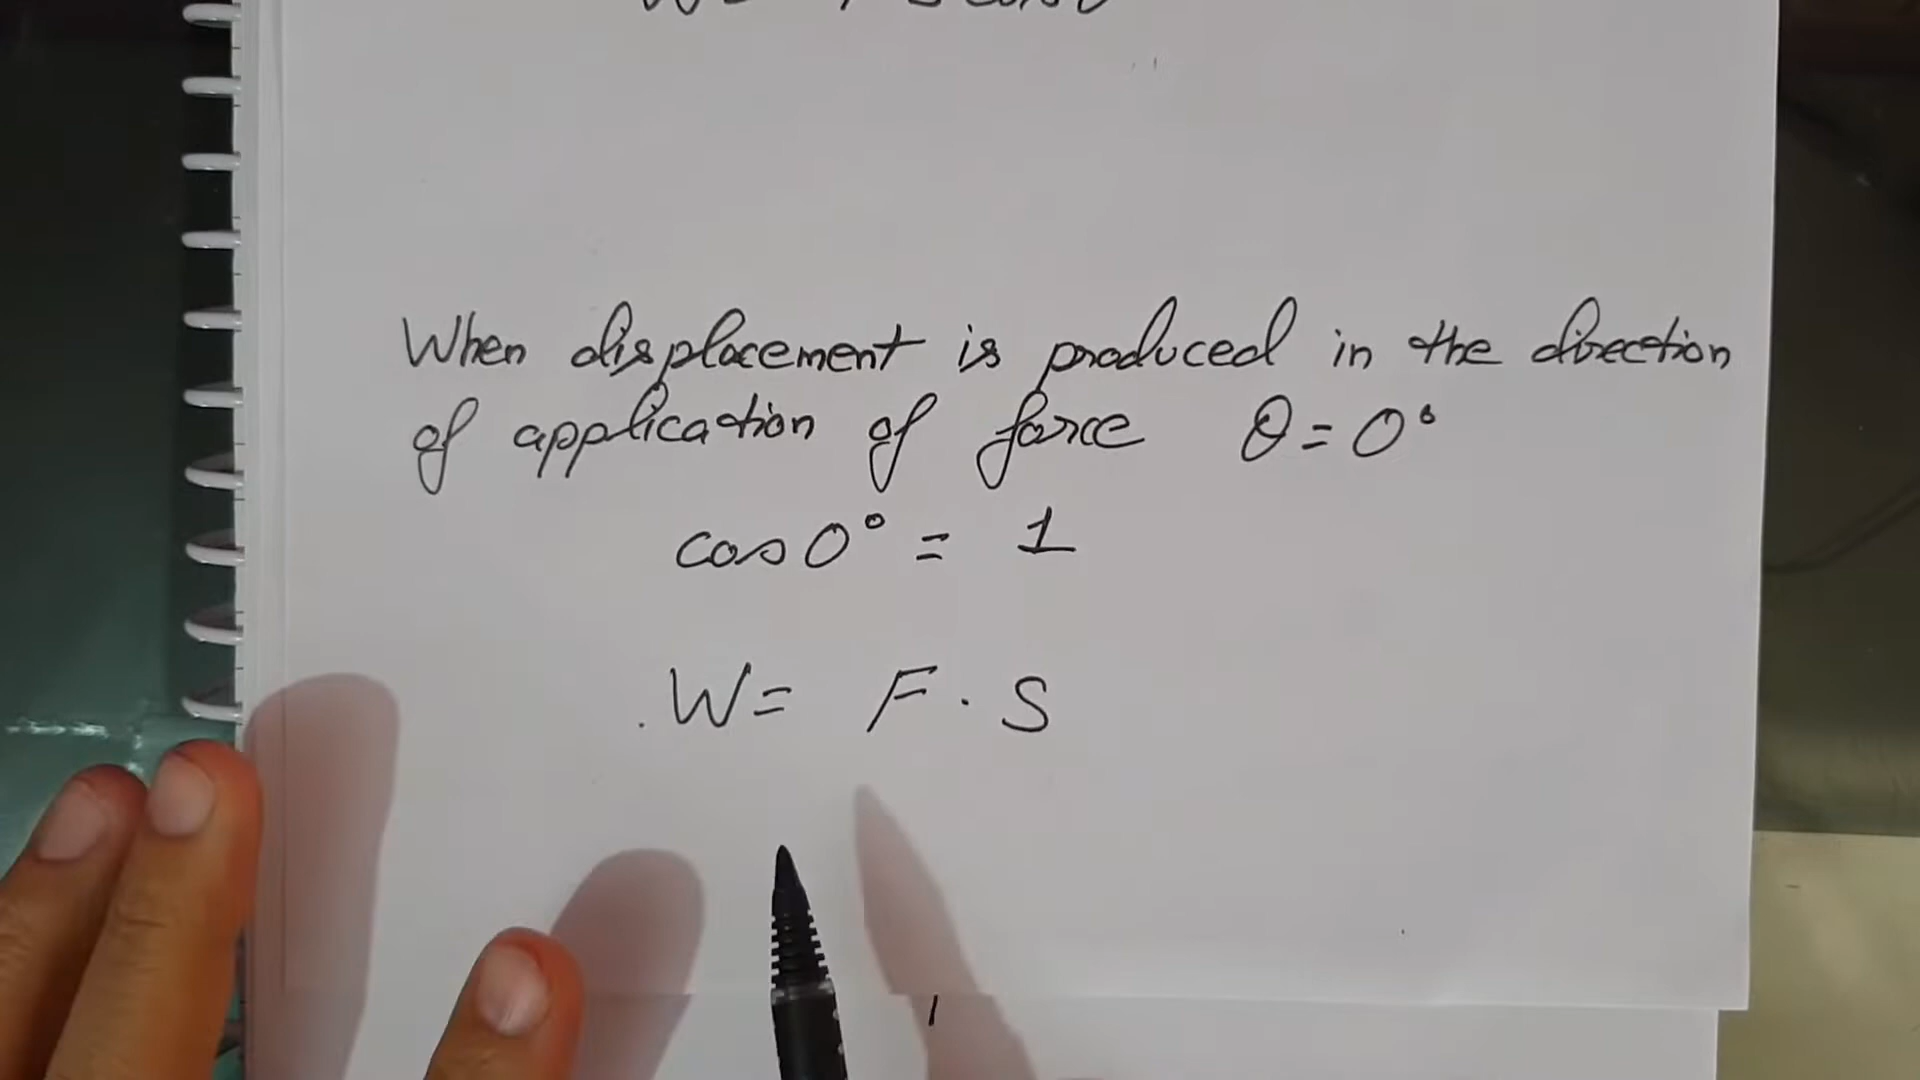 When displacement is produced in the direction
of application of force θ = 0°
cos 0° = 1
W = F · S